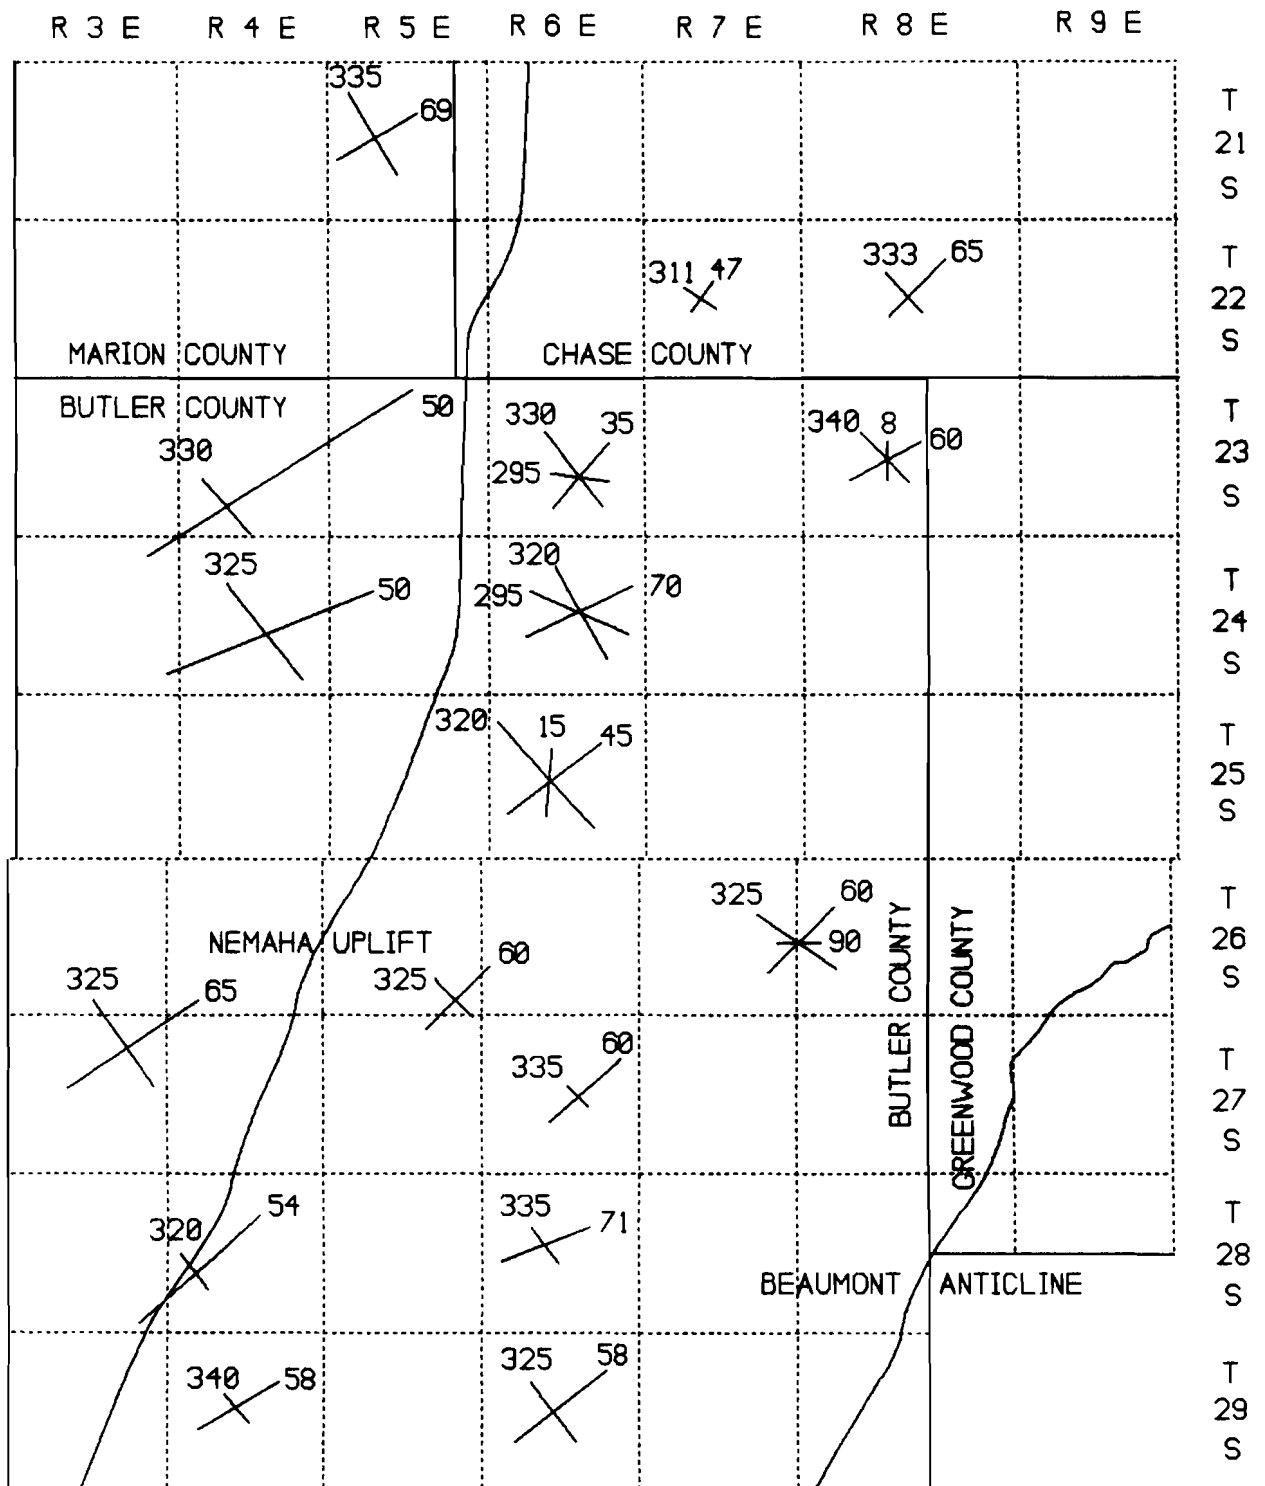 R 3 E R 4 E R 5 E R 6 E R 7 E R 8 E R 9 E
335
69
T
21
S
311 47
333 65
T
22
S
MARION COUNTY
CHASE COUNTY
BUTLER COUNTY
50
330
330 35
295
340 8 60
T
23
S
325
50
320
295 70
T
24
S
320 15 45
T
25
S
325 60
90
BUTLER COUNTY
GREENWOOD COUNTY
T
26
S
NEMAHA UPLIFT
325 65
325 60
335 60
T
27
S
320 54
335 71
T
28
S
BEAUMONT ANTICLINE
340 58
325 58
T
29
S